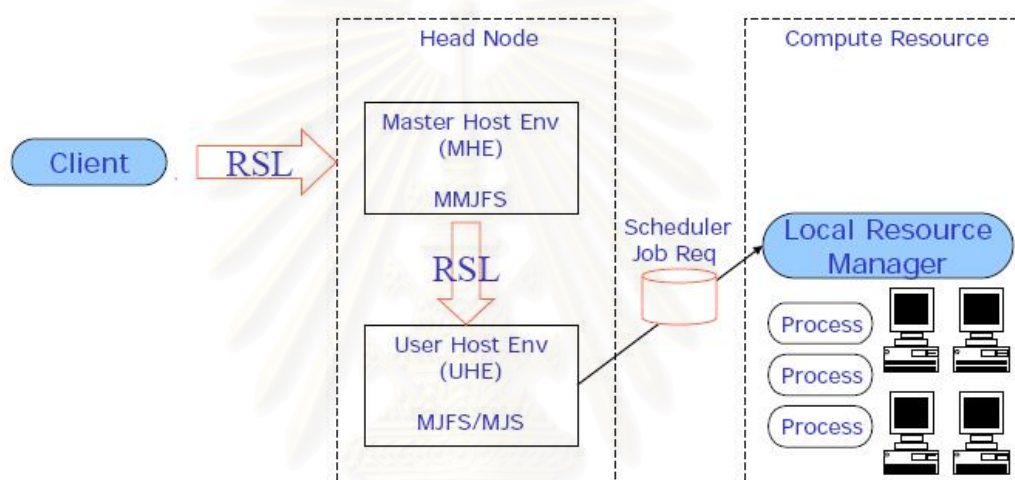 Head Node
Compute Resource
Client
RSL
Master Host Env
(MHE)
MMJFS
RSL
User Host Env
(UHE)
MJFS/MJS
Scheduler
Job Req
Local Resource
Manager
Process
Process
Process